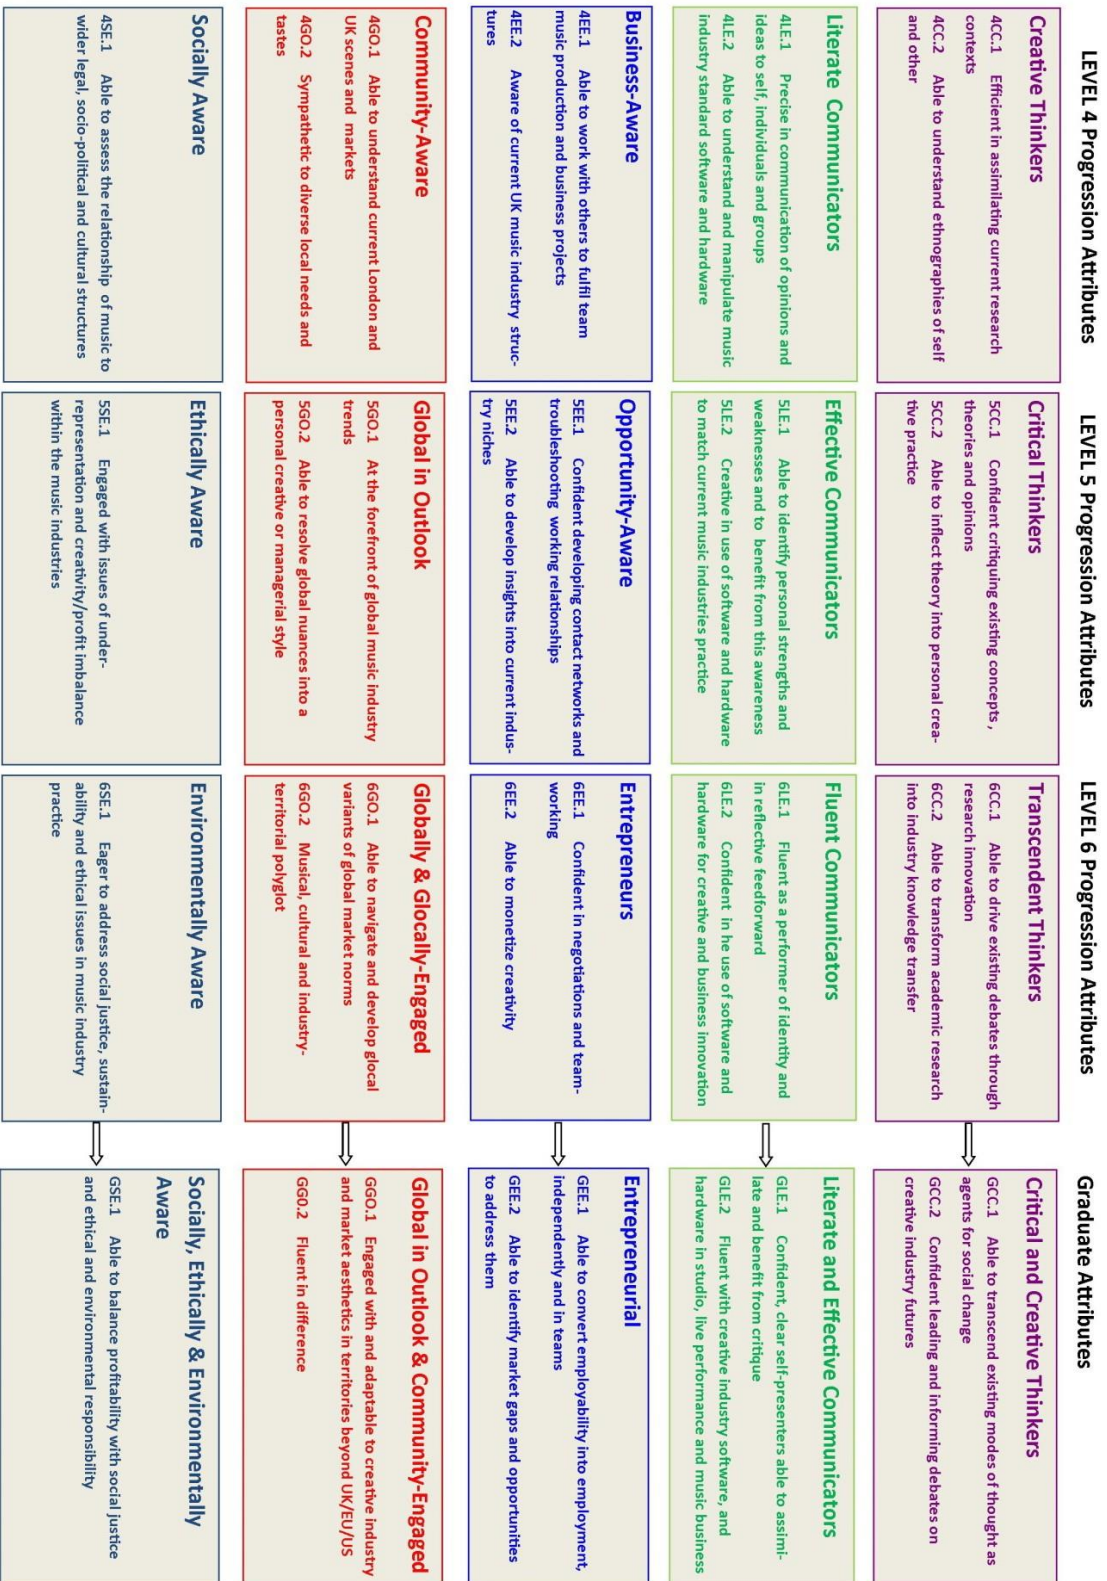 LEVEL 4 Progression Attributes
LEVEL 5 Progression Attributes
LEVEL 6 Progression Attributes
Graduate Attributes
Creative Thinkers
4CC.1 Efficient in assimilating current research
contexts
4CC.2 Able to understand ethnographies of self
and other
Critical Thinkers
5CC.1 Confident critiquing existing concepts ,
theories and opinions
5CC.2 Able to inflect theory into personal crea-
tive practice
Transcendent Thinkers
6CC.1 Able to drive existing debates through
research innovation
6CC.2 Able to transform academic research
into industry knowledge transfer
Critical and Creative Thinkers
GCC.1 Able to transcend existing modes of thought as
agents for social change
GCC.2 Confident leading and informing debates on
creative industry futures
Literate Communicators
4LE.1 Precise in communication of opinions and
ideas to self, individuals and groups
4LE.2 Able to understand and manipulate music
industry standard software and hardware
Effective Communicators
5LE.1 Able to identify personal strengths and
weaknesses and to benefit from this awareness
5LE.2 Creative in use of software and hardware
to match current music industries practice
Fluent Communicators
6LE.1 Fluent as a performer of identity and
in reflective feedforward
6LE.2 Confident in he use of software and
hardware for creative and business innovation
Literate and Effective Communicators
GLE.1 Confident, clear self-presenters able to assimi-
late and benefit from critique
GLE.2 Fluent with creative industry software, and
hardware in studio, live performance and music business
Business-Aware
4EE.1 Able to work with others to fulfil team
music production and business projects
4EE.2 Aware of current UK music industry struc-
tures
Opportunity-Aware
5EE.1 Confident developing contact networks and
troubleshooting working relationships
5EE.2 Able to develop insights into current indus-
try niches
Entrepreneurs
6EE.1 Confident in negotiations and team-
working
6EE.2 Able to monetize creativity
Entrepreneurial
GEE.1 Able to convert employability into employment,
independently and in teams
GEE.2 Able to identify market gaps and opportunities
to address them
Community-Aware
4GO.1 Able to understand current London and
UK scenes and markets
4GO.2 Sympathetic to diverse local needs and
tastes
Global in Outlook
5GO.1 At the forefront of global music industry
trends
5GO.2 Able to resolve global nuances into a
personal creative or managerial style
Globally & Glocally-Engaged
6GO.1 Able to navigate and develop glocal
variants of global market norms
6GO.2 Musical, cultural and industry-
territorial polyglot
Global in Outlook & Community-Engaged
GGO.1 Engaged with and adaptable to creative industry
and market aesthetics in territories beyond UK/EU/US
GG0.2 Fluent in difference
Socially Aware
4SE.1 Able to assess the relationship of music to
wider legal, socio-political and cultural structures
Ethically Aware
5SE.1 Engaged with issues of under-
representation and creativity/profit imbalance
within the music industries
Environmentally Aware
6SE.1 Eager to address social justice, sustain-
ability and ethical issues in music industry
practice
Socially, Ethically & Environmentally
Aware
GSE.1 Able to balance profitability with social justice
and ethical and environmental responsibility